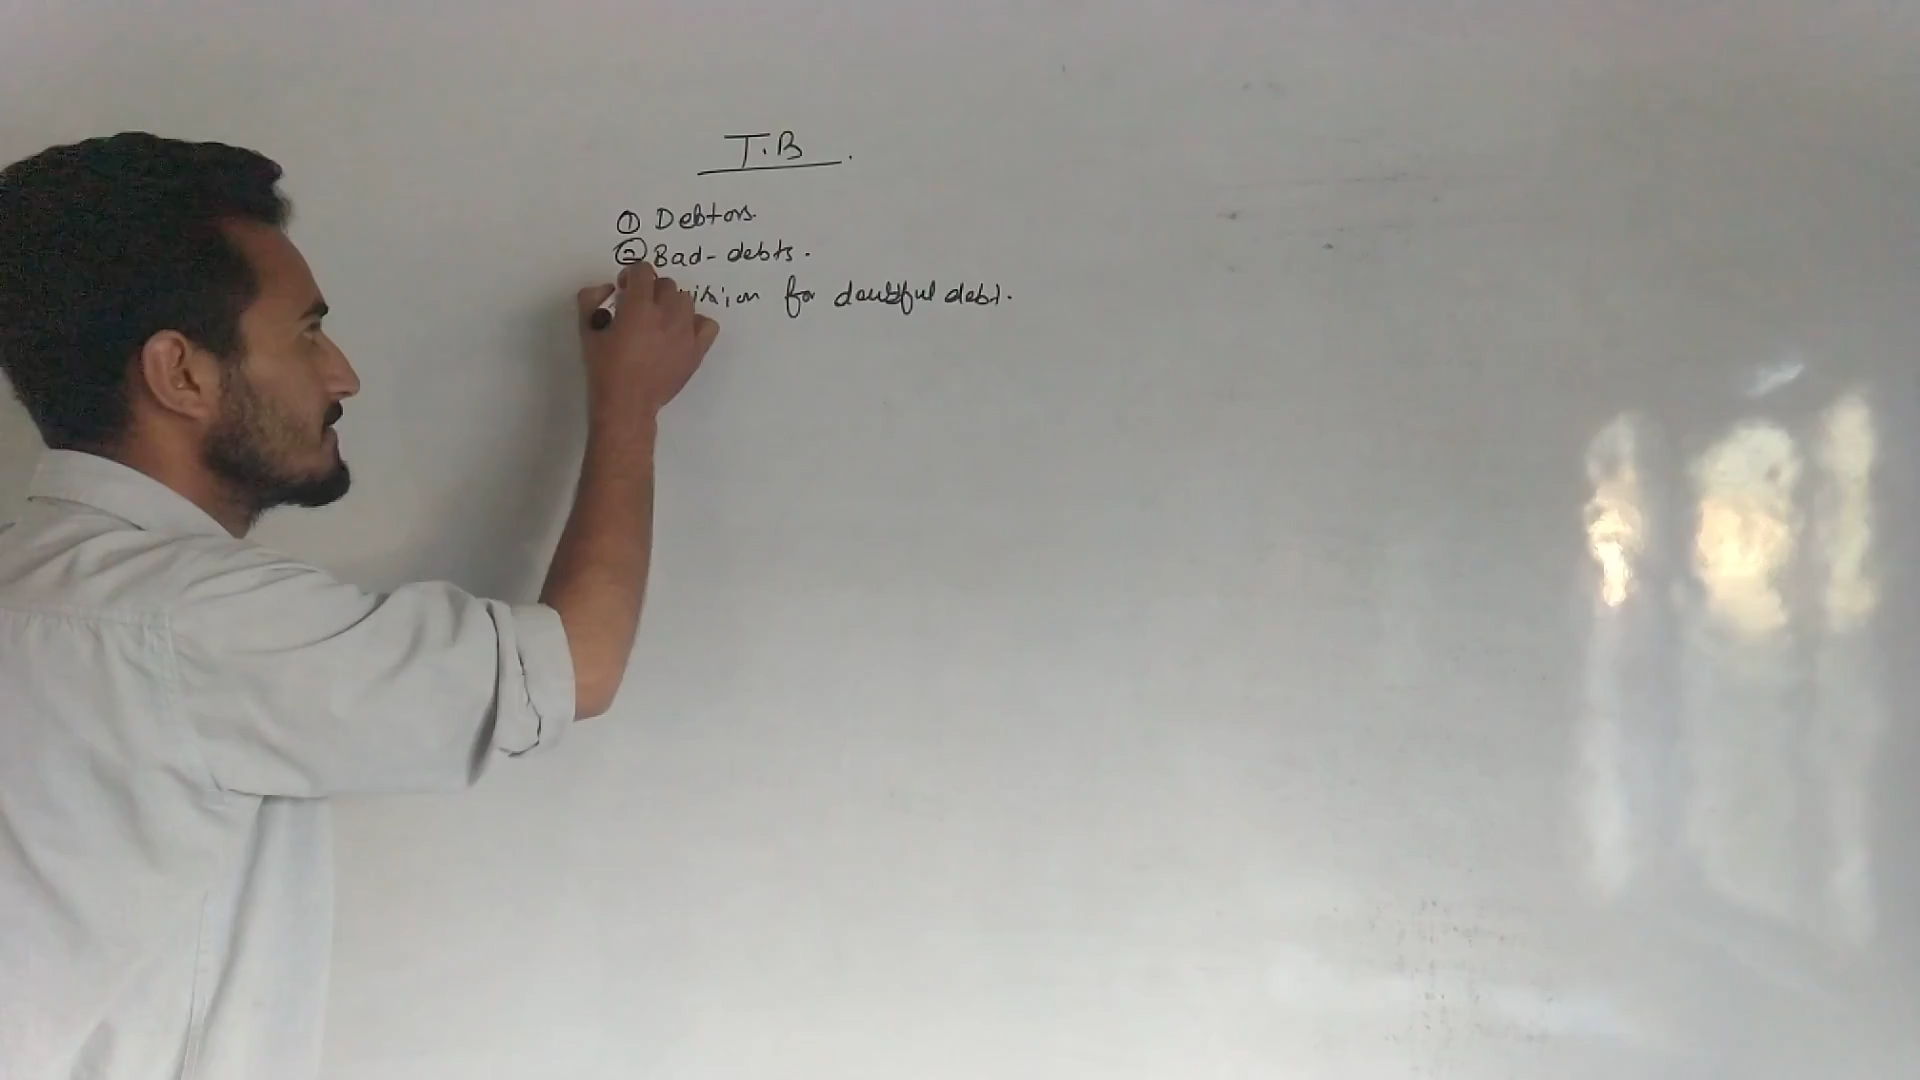 T.B.
① Debtors.
② Bad-debts.
for doubtful debt.